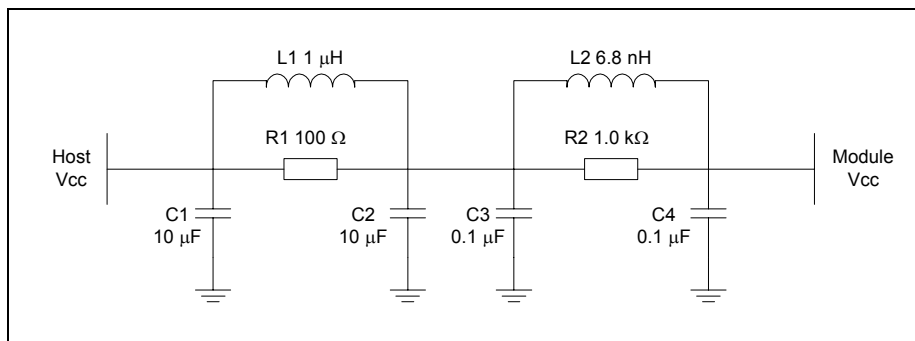 L1 1 μH
L2 6.8 nH
R1 100 Ω
R2 1.0 kΩ
Host
Vcc
Module
Vcc
C1
10 μF
C2
10 μF
C3
0.1 μF
C4
0.1 μF